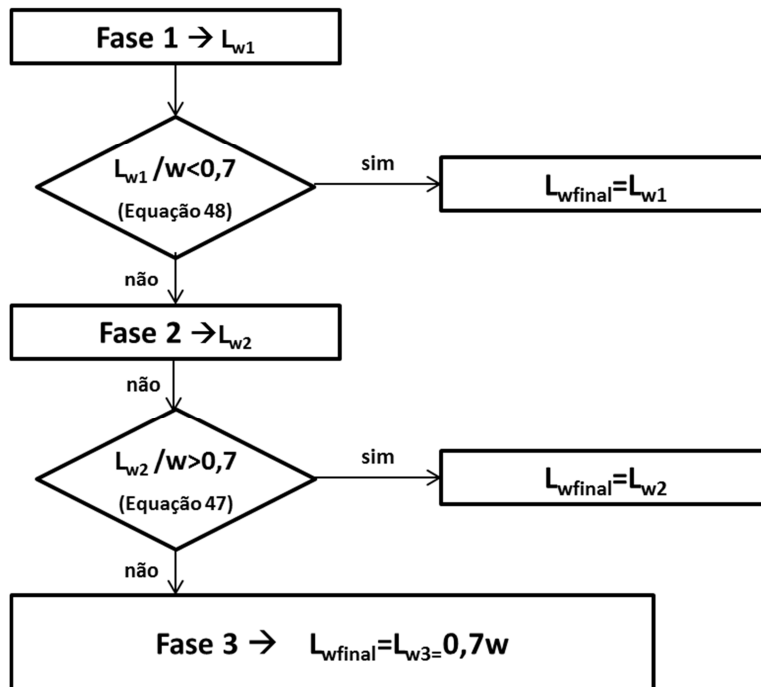 Fase 1 → Lw1
Lw1 /w<0,7
(Equação 48)
sim
Lwfinal=Lw1
não
Fase 2 →Lw2
não
Lw2 /w>0,7
(Equação 47)
sim
Lwfinal=Lw2
não
Fase 3 → Lwfinal=Lw3=0,7w